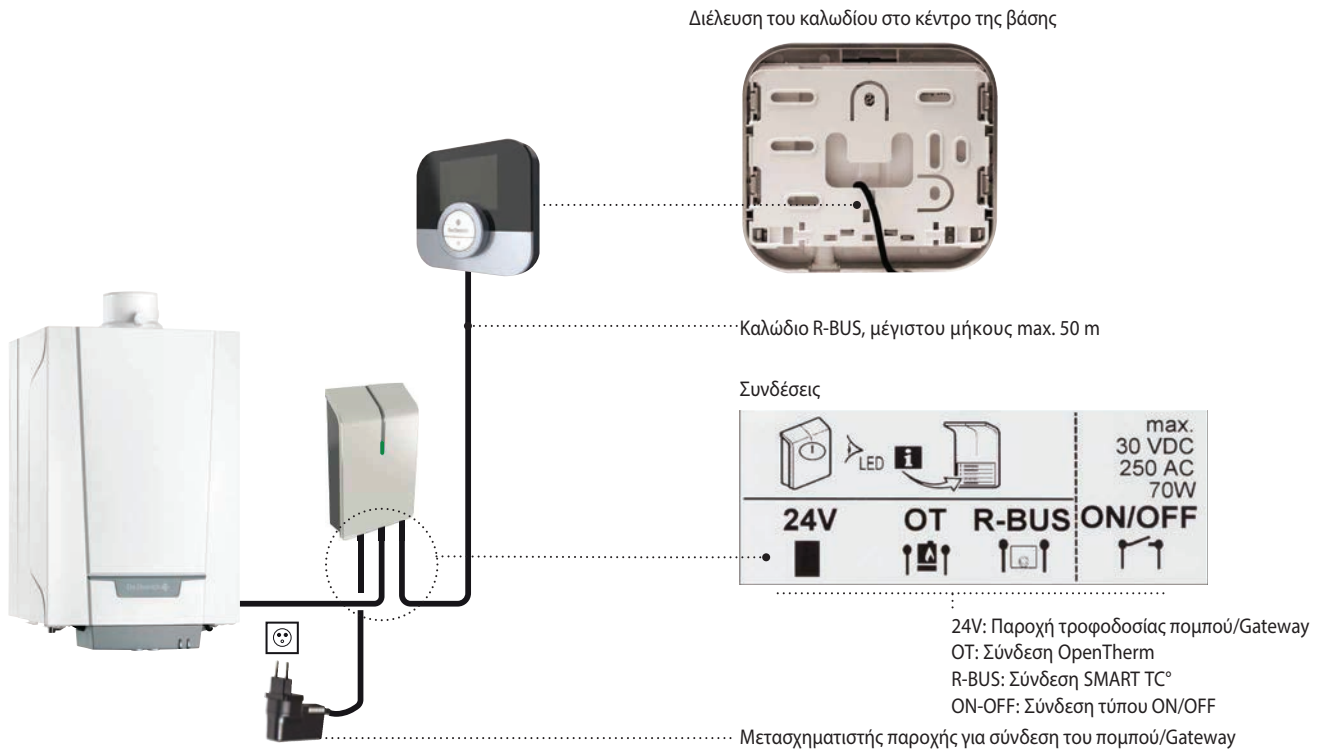 Διέλευση του καλωδίου στο κέντρο της βάσης
Καλώδιο R-BUS, μέγιστου μήκους max. 50 m
Συνδέσεις
LED
i
max.
30 VDC
250 AC
70W
24V OT R-BUS ON/OFF
24V: Παροχή τροφοδοσίας πομπού/Gateway
OT: Σύνδεση OpenTherm
R-BUS: Σύνδεση SMART TC°
ON-OFF: Σύνδεση τύπου ON/OFF
Μετασχηματιστής παροχής για σύνδεση του πομπού/Gateway